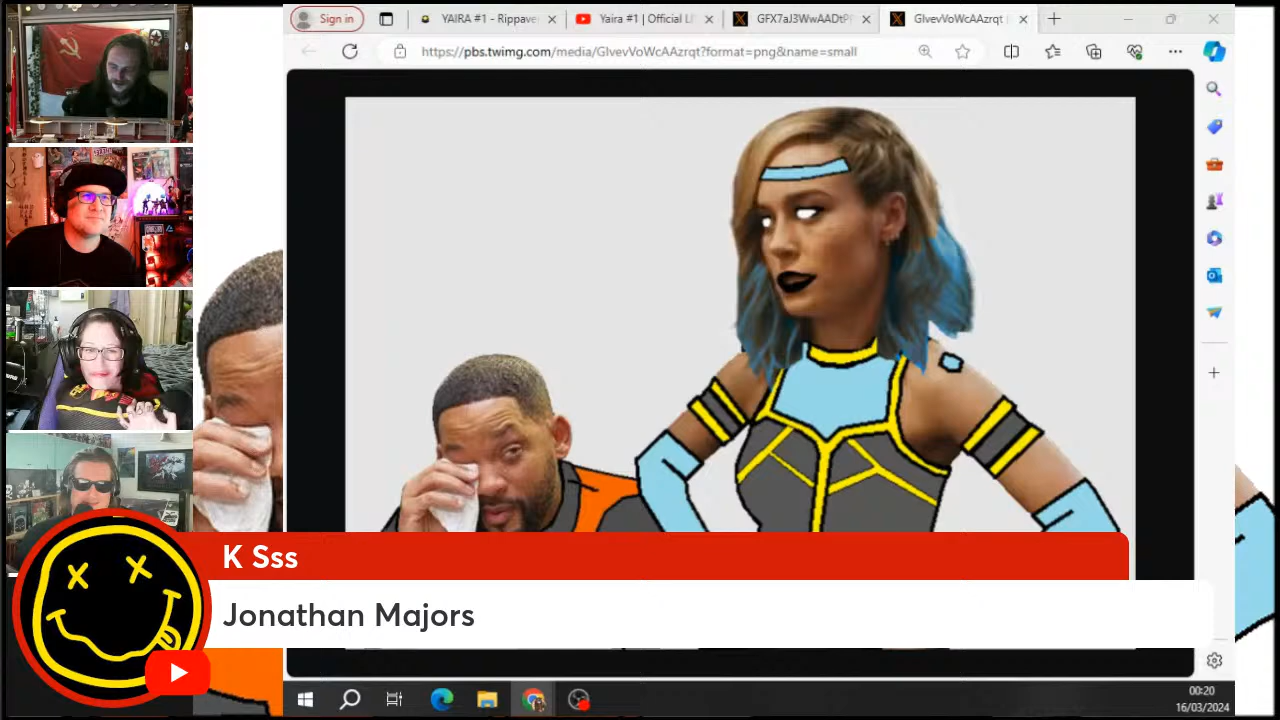 Sign in
YAIRA #1 - Rippave
Yaira #1 | Official Li
GFX7aJ3WwAADtP
GlvevVoWcAAzrqt
https://pbs.twimg.com/media/GlvevVoWcAAzrqt?format=png&name=small
K Sss
Jonathan Majors
00:20
16/03/2024